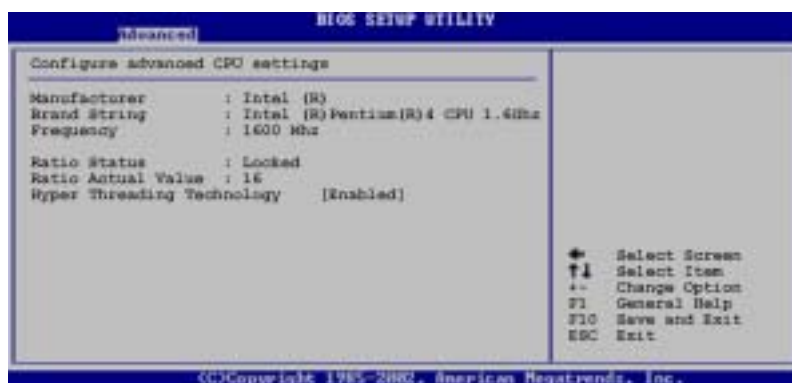 BIOS SETUP UTILITY
Advanced
Configure advanced CPU settings
Manufacturer : Intel (R)
Brand String : Intel (R) Pentium(R) 4 CPU 1.6Ghz
Frequency : 1600 Mhz
Ratio Status : Locked
Ratio Actual Value : 16
Hyper Threading Technology [Enabled]
← Select Screen
↑↓ Select Item
+- Change Option
F1 General Help
F10 Save and Exit
ESC Exit
(C)Copyright 1985-2002, American Megatrends, Inc.